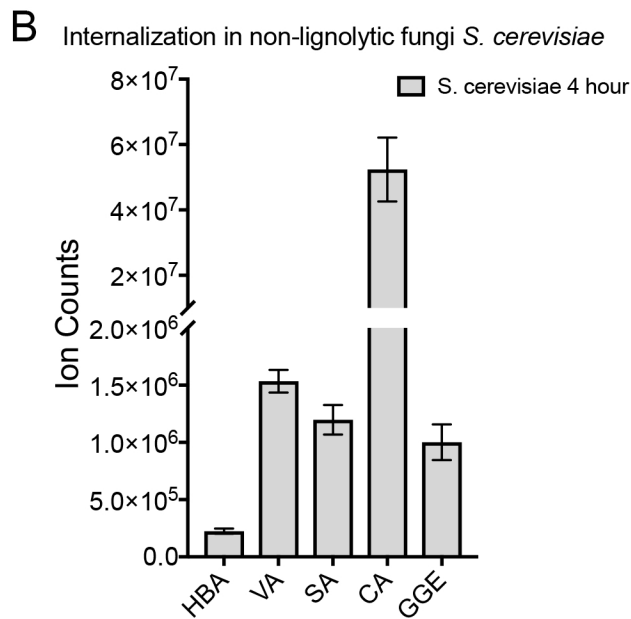 B
Internalization in non-lignolytic fungi S. cerevisiae
S. cerevisiae 4 hour
Ion Counts
8×10⁷
6×10⁷
4×10⁷
2×10⁷
2.0×10⁶
1.5×10⁶
1.0×10⁶
5.0×10⁵
0.0
HBA
VA
SA
CA
GGE